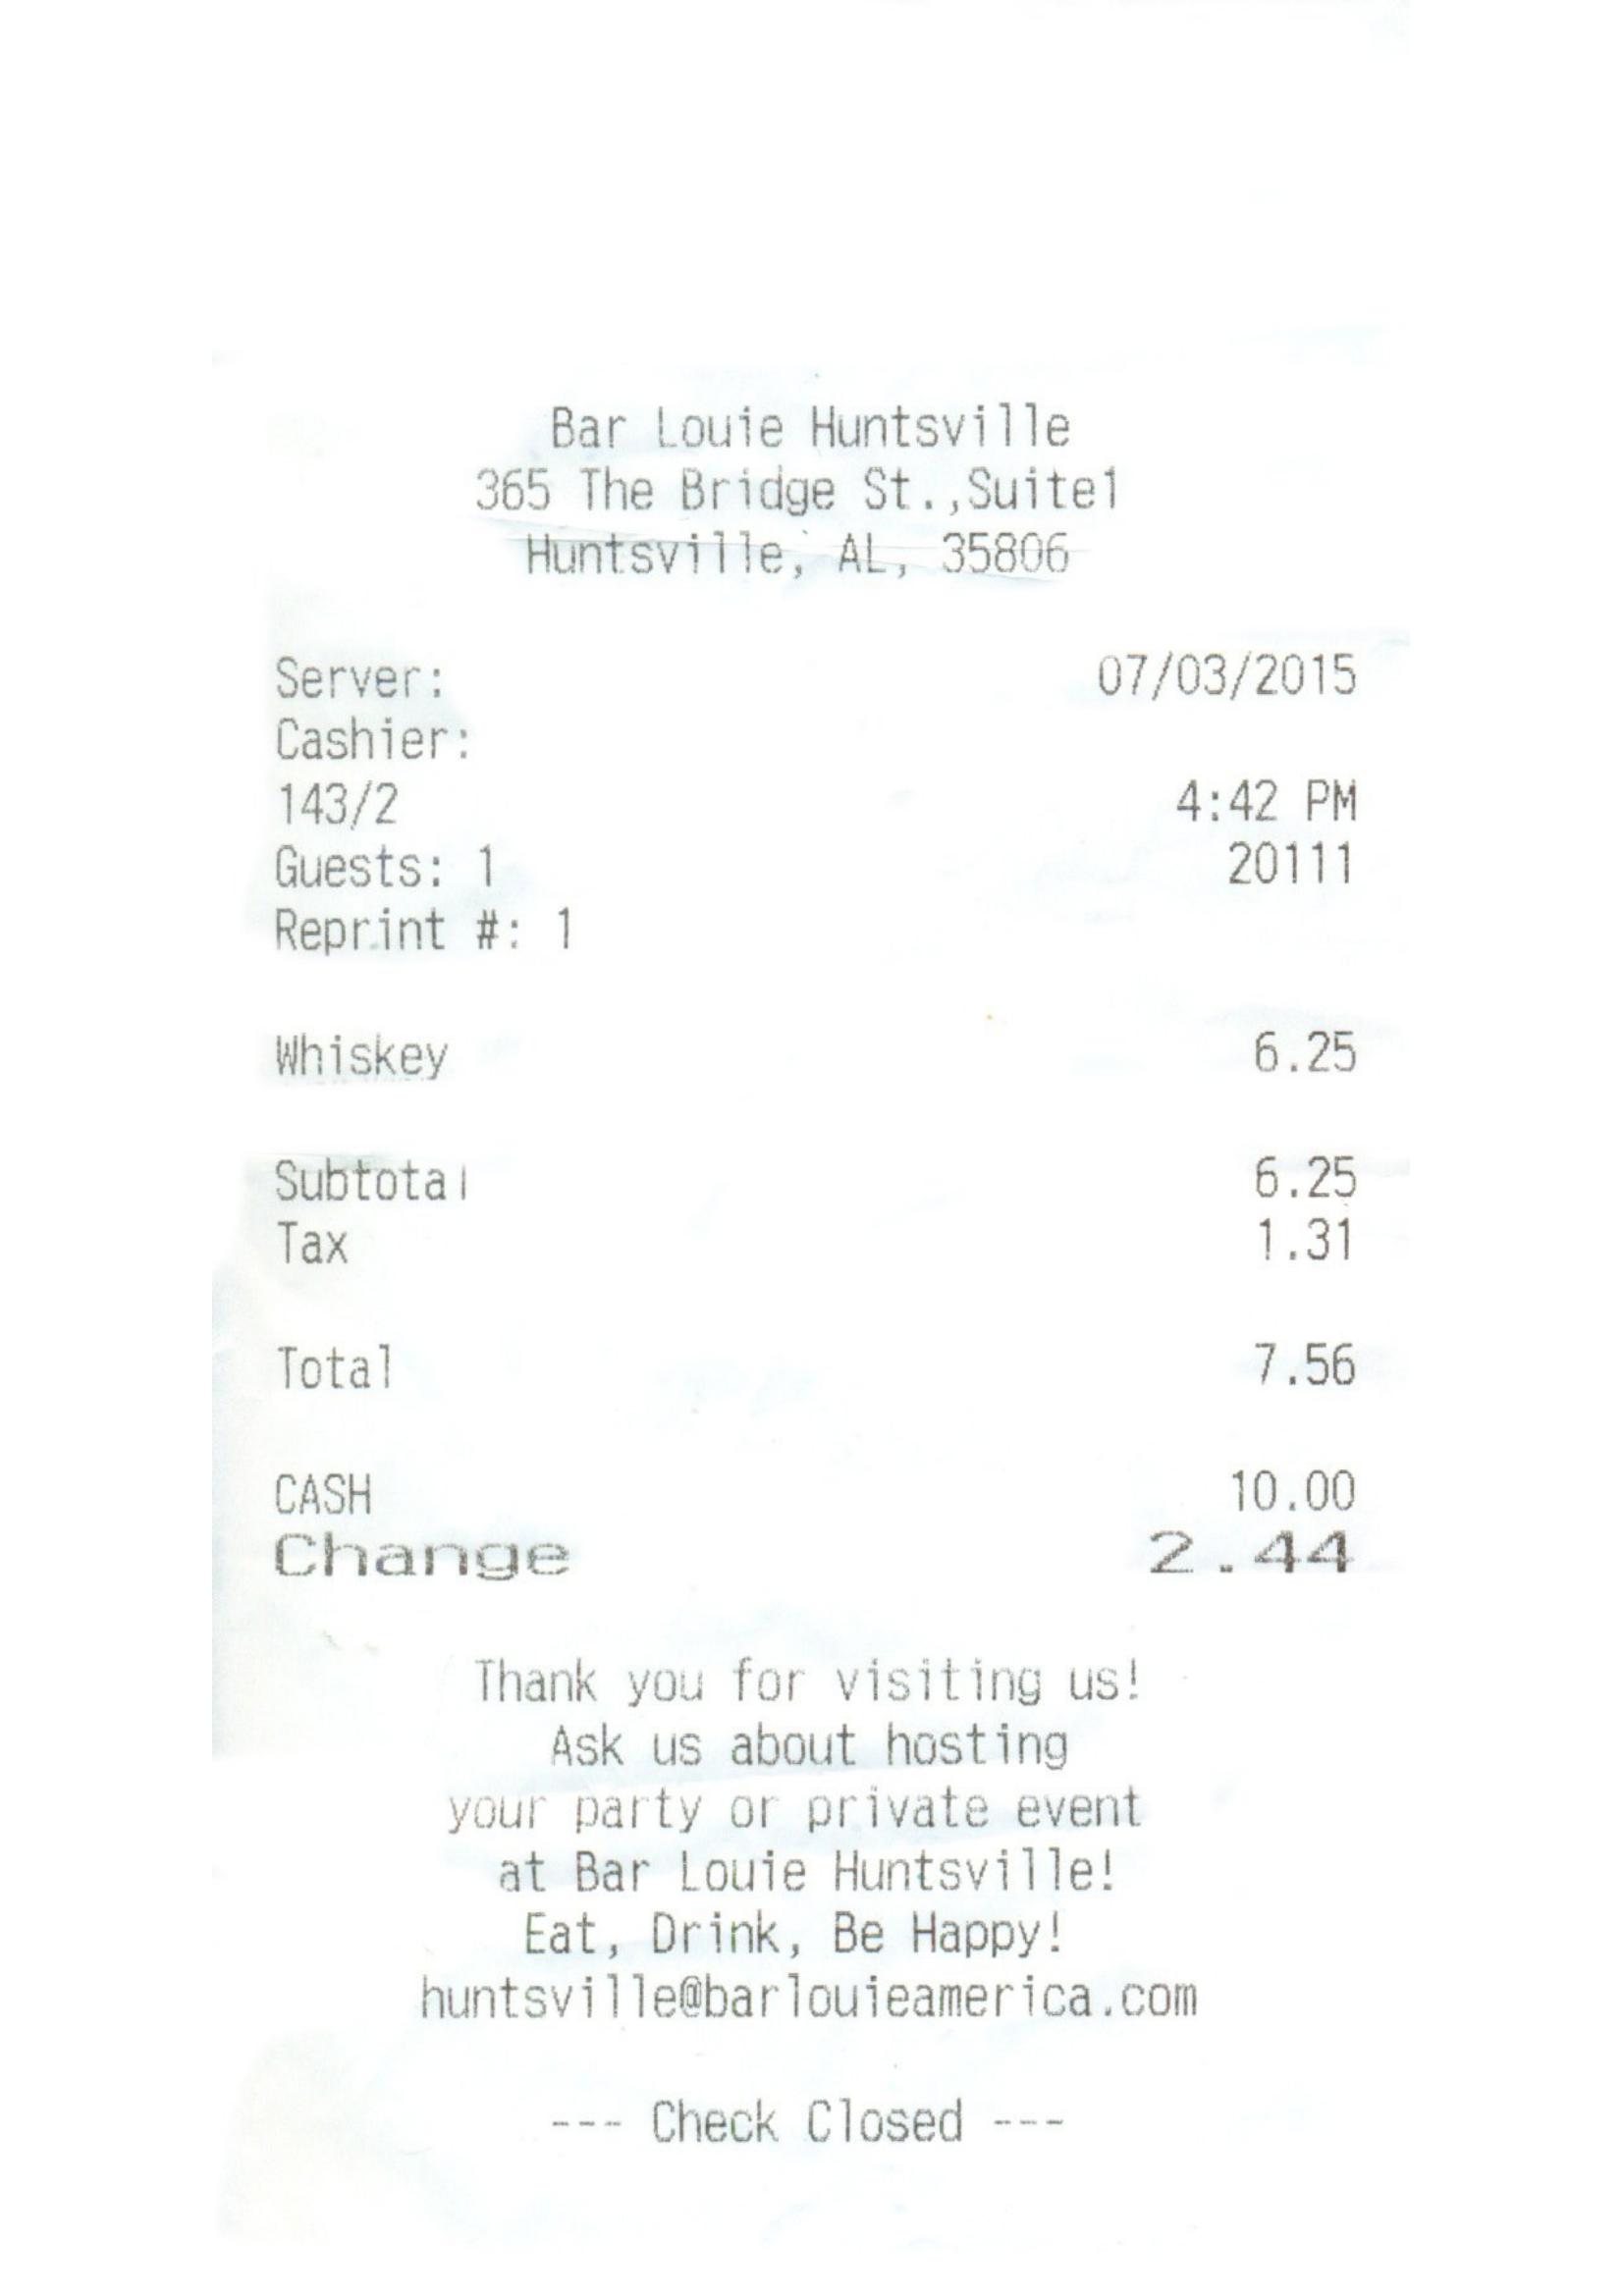 Bar Louie Huntsville
365 The Bridge St.,Suite1
Huntsville, AL, 35806
Server: 07/03/2015
Cashier:
143/2 4:42 PM
Guests: 1 20111
Reprint #: 1
Whiskey 6.25
Subtotal 6.25
Tax 1.31
Total 7.56
CASH 10.00
Change 2.44
Thank you for visiting us!
Ask us about hosting
your party or private event
at Bar Louie Huntsville!
Eat, Drink, Be Happy!
huntsville@barlouieamerica.com
--- Check Closed ---